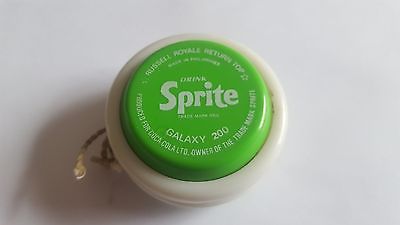 ☆ RUSSELL ROYALE RETURN TOP ☆
MADE IN PHILIPPINES
DRINK
Sprite
TRADE MARK REG.
GALAXY 200
PRODUCED FOR COCA-COLA LTD., OWNER OF THE TRADE MARK SPRITE